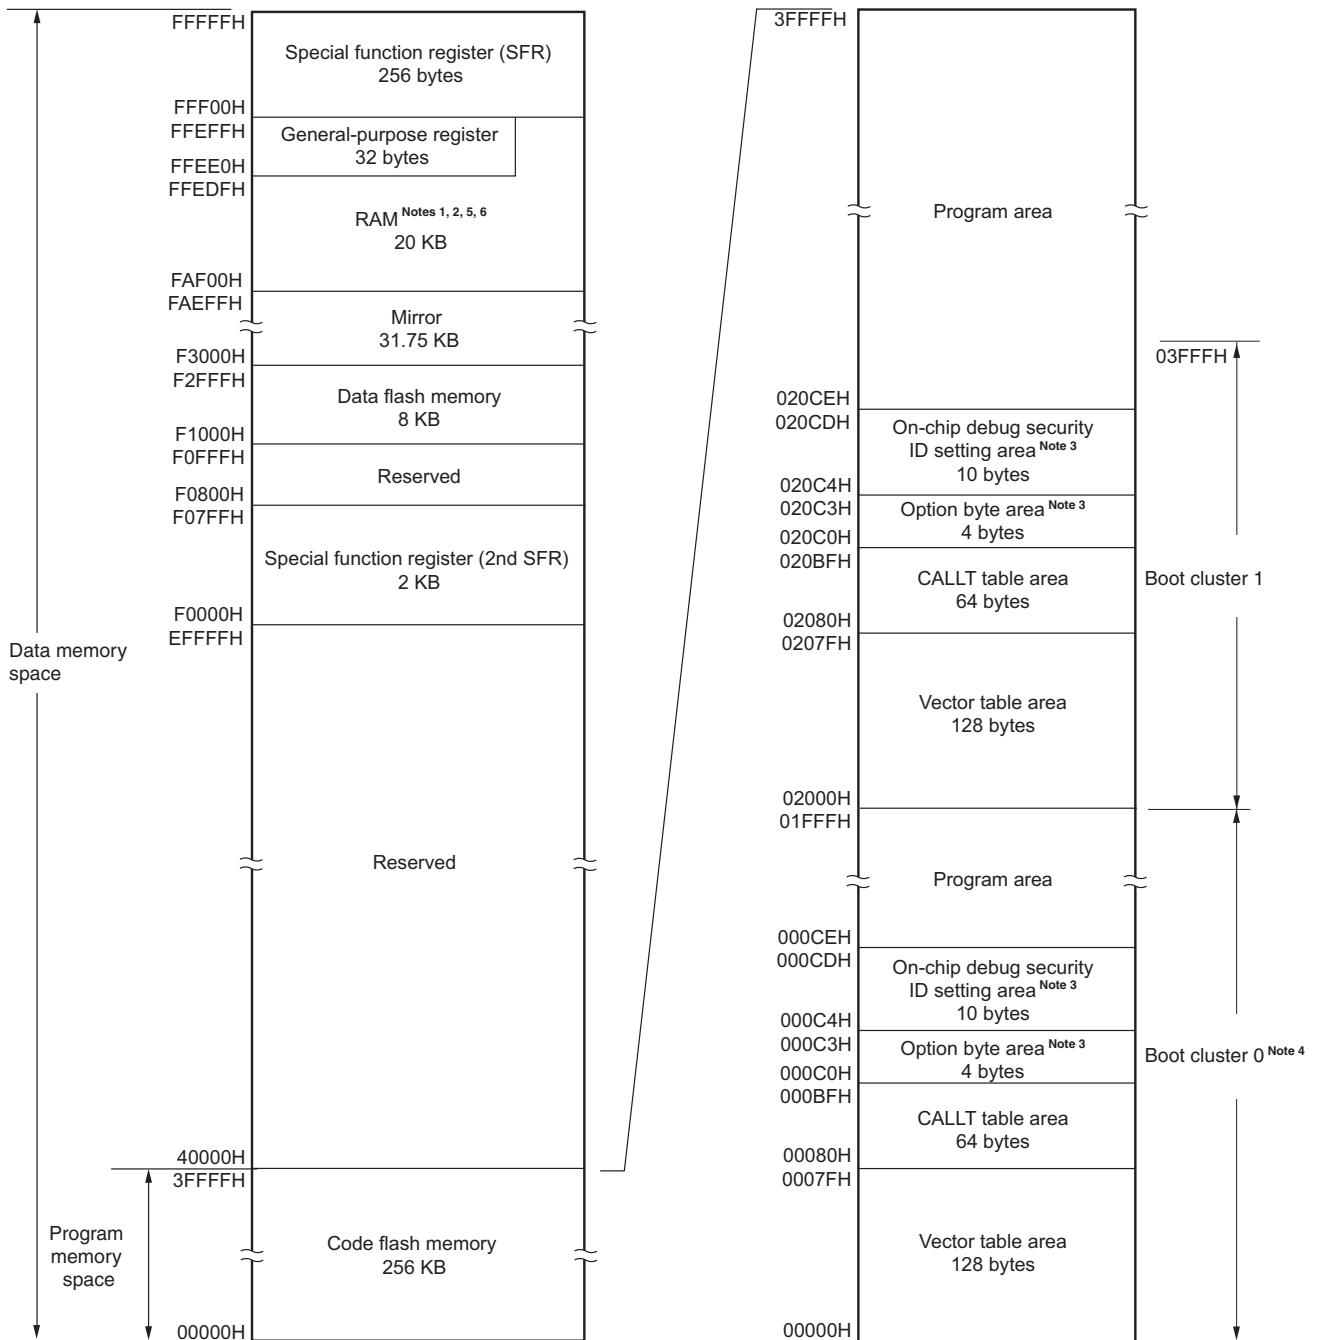 FFFFFH
Special function register (SFR)
256 bytes
FFF00H
FFEFFH
General-purpose register
32 bytes
FFEE0H
FFEDFH
RAM Notes 1, 2, 5, 6
20 KB
FAF00H
FAEFFH
Mirror
31.75 KB
F3000H
F2FFFH
Data flash memory
8 KB
F1000H
F0FFFH
Reserved
F0800H
F07FFH
Special function register (2nd SFR)
2 KB
F0000H
EFFFFH
Data memory
space
Reserved
40000H
3FFFFH
Program
memory
space
Code flash memory
256 KB
00000H
3FFFFH
Program area
03FFFH
020CEH
020CDH
On-chip debug security
ID setting area Note 3
10 bytes
020C4H
020C3H
Option byte area Note 3
4 bytes
020C0H
020BFH
CALLT table area
64 bytes
Boot cluster 1
02080H
0207FH
Vector table area
128 bytes
02000H
01FFFH
Program area
000CEH
000CDH
On-chip debug security
ID setting area Note 3
10 bytes
000C4H
000C3H
Option byte area Note 3
4 bytes
Boot cluster 0 Note 4
000C0H
000BFH
CALLT table area
64 bytes
00080H
0007FH
Vector table area
128 bytes
00000H